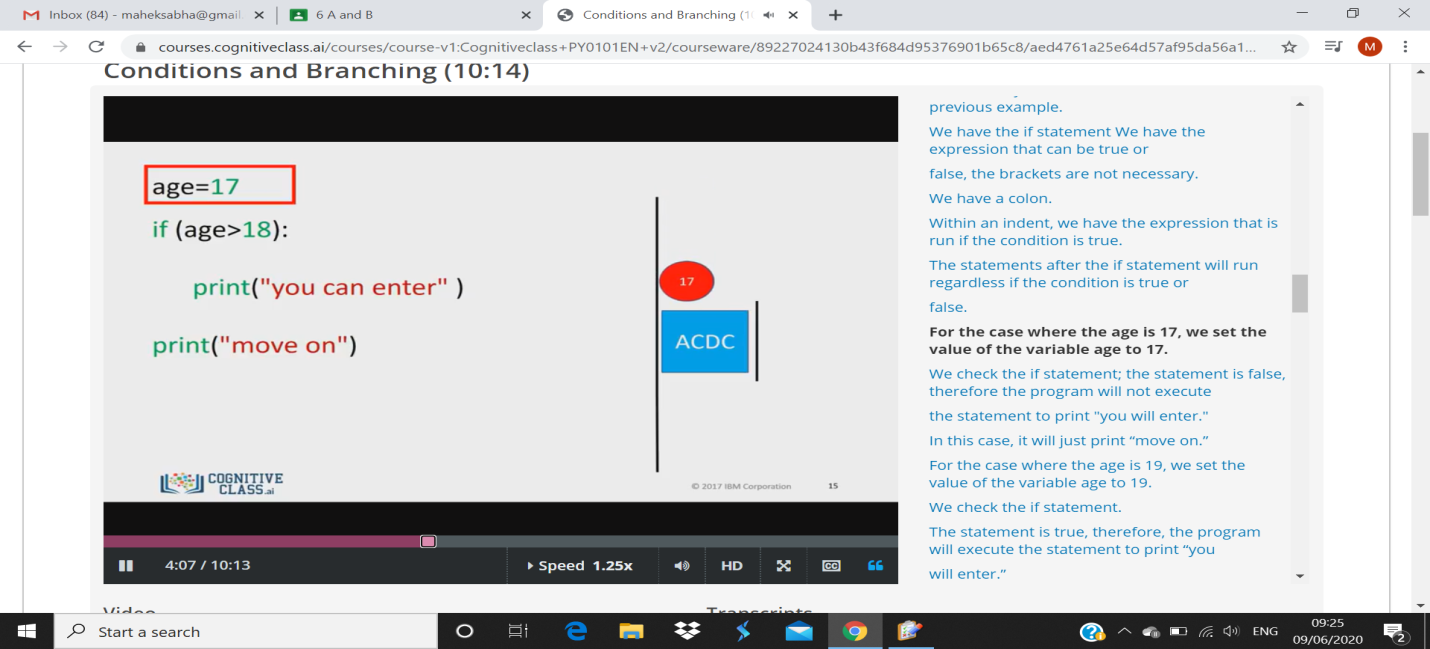 Inbox (84) - maheksabha@gmail
6 A and B
Conditions and Branching (1
courses.cognitiveclass.ai/courses/course-v1:Cognitiveclass+PY0101EN+v2/courseware/89227024130b43f684d95376901b65c8/aed4761a25e64d57af95da56a1...
M
Conditions and Branching (10:14)
age=17
if (age>18):
print("you can enter" )
print("move on")
17
ACDC
COGNITIVE
CLASS.ai
© 2017 IBM Corporation
15
4:07 / 10:13
Speed 1.25x
HD
CC
previous example.
We have the if statement We have the
expression that can be true or
false, the brackets are not necessary.
We have a colon.
Within an indent, we have the expression that is
run if the condition is true.
The statements after the if statement will run
regardless if the condition is true or
false.
For the case where the age is 17, we set the
value of the variable age to 17.
We check the if statement; the statement is false,
therefore the program will not execute
the statement to print "you will enter."
In this case, it will just print “move on.”
For the case where the age is 19, we set the
value of the variable age to 19.
We check the if statement.
The statement is true, therefore, the program
will execute the statement to print “you
will enter.”
Video
Transcripts
Start a search
ENG
09:25
09/06/2020
2